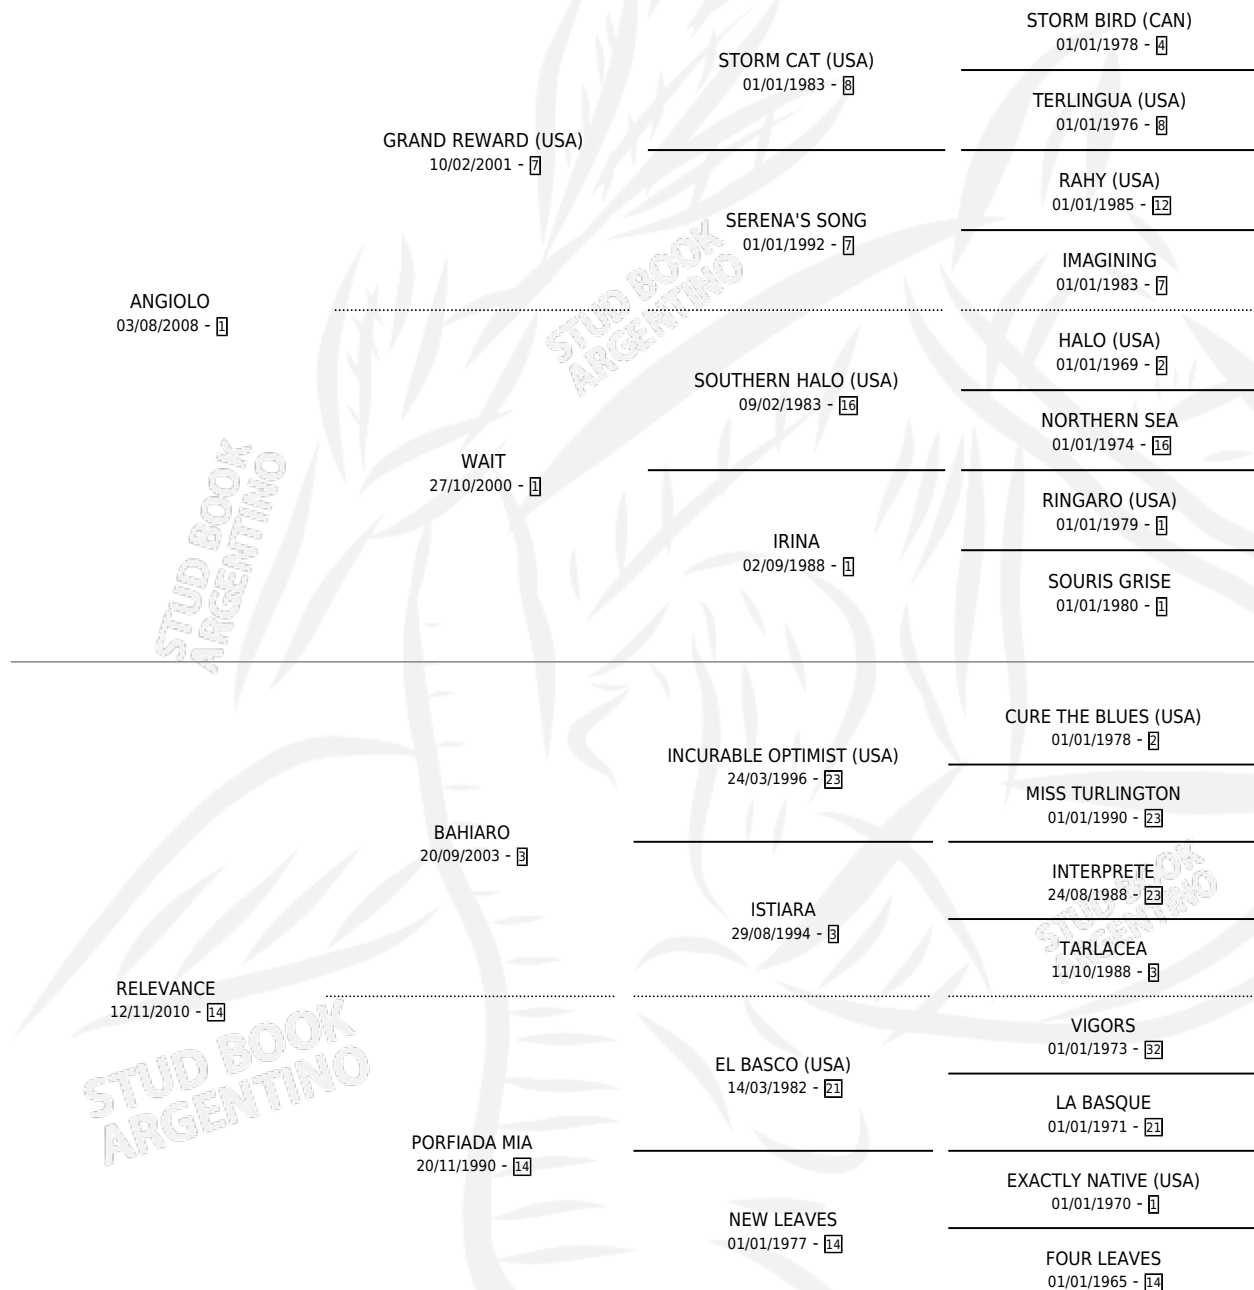 STORM BIRD (CAN)
01/01/1978 - 4
STORM CAT (USA)
01/01/1983 - 8
TERLINGUA (USA)
01/01/1976 - 8
GRAND REWARD (USA)
10/02/2001 - 7
RAHY (USA)
01/01/1985 - 12
SERENA'S SONG
01/01/1992 - 7
IMAGINING
01/01/1983 - 7
ANGIOLO
03/08/2008 - 1
HALO (USA)
01/01/1969 - 2
SOUTHERN HALO (USA)
09/02/1983 - 16
NORTHERN SEA
01/01/1974 - 16
WAIT
27/10/2000 - 1
RINGARO (USA)
01/01/1979 - 1
IRINA
02/09/1988 - 1
SOURIS GRISE
01/01/1980 - 1
STUD BOOK
ARGENTINO
STUD BOOK
ARGENTINO
CURE THE BLUES (USA)
01/01/1978 - 2
INCURABLE OPTIMIST (USA)
24/03/1996 - 23
MISS TURLINGTON
01/01/1990 - 23
BAHIARO
20/09/2003 - 3
INTERPRETE
24/08/1988 - 23
ISTIARA
29/08/1994 - 3
TARLACEA
11/10/1988 - 3
RELEVANCE
12/11/2010 - 14
VIGORS
01/01/1973 - 32
EL BASCO (USA)
14/03/1982 - 21
LA BASQUE
01/01/1971 - 21
PORFIADA MIA
20/11/1990 - 14
EXACTLY NATIVE (USA)
01/01/1970 - 1
NEW LEAVES
01/01/1977 - 14
FOUR LEAVES
01/01/1965 - 14
STUD BOOK
ARGENTINO
STUD BOOK
ARGENTINO